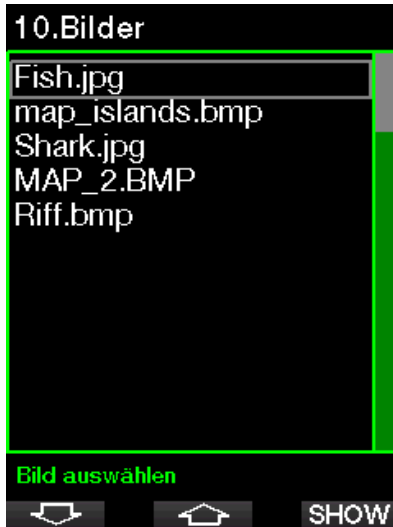 10.Bilder
Fish.jpg
map_islands.bmp
Shark.jpg
MAP_2.BMP
Riff.bmp
Bild auswählen
SHOW